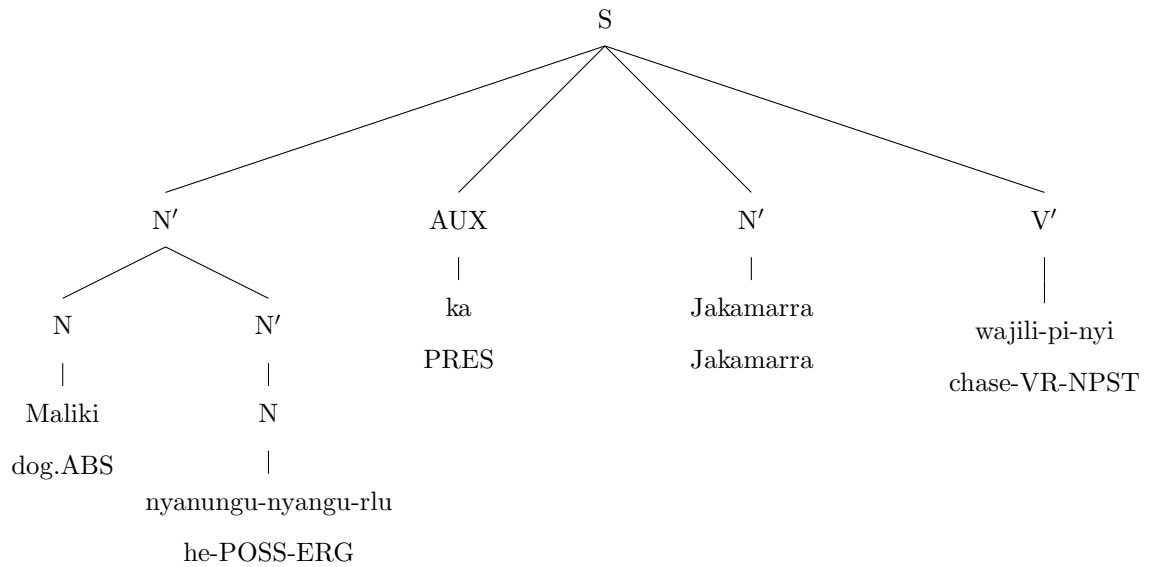 S
N′ AUX N′ V′
N N′ ka Jakamarra wajili-pi-nyi
PRES Jakamarra chase-VR-NPST
Maliki N
dog.ABS
nyanungu-nyangu-rlu
he-POSS-ERG